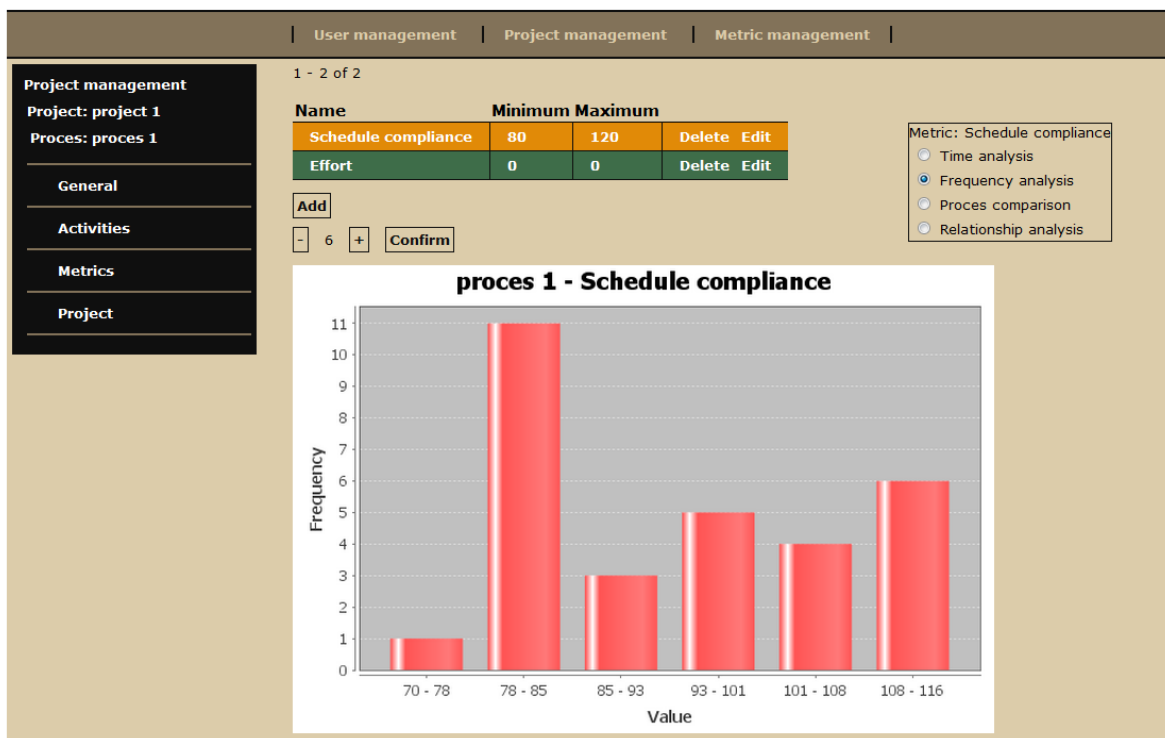 User management Project management Metric management
Project management
Project: project 1
Proces: proces 1
General
Activities
Metrics
Project
1 - 2 of 2
Name Minimum Maximum
Schedule compliance 80 120 Delete Edit
Effort 0 0 Delete Edit
Add
- 6 + Confirm
Metric: Schedule compliance
Time analysis
Frequency analysis
Proces comparison
Relationship analysis
proces 1 - Schedule compliance
Frequency
11
10
9
8
7
6
5
4
3
2
1
0
70 - 78 78 - 85 85 - 93 93 - 101 101 - 108 108 - 116
Value